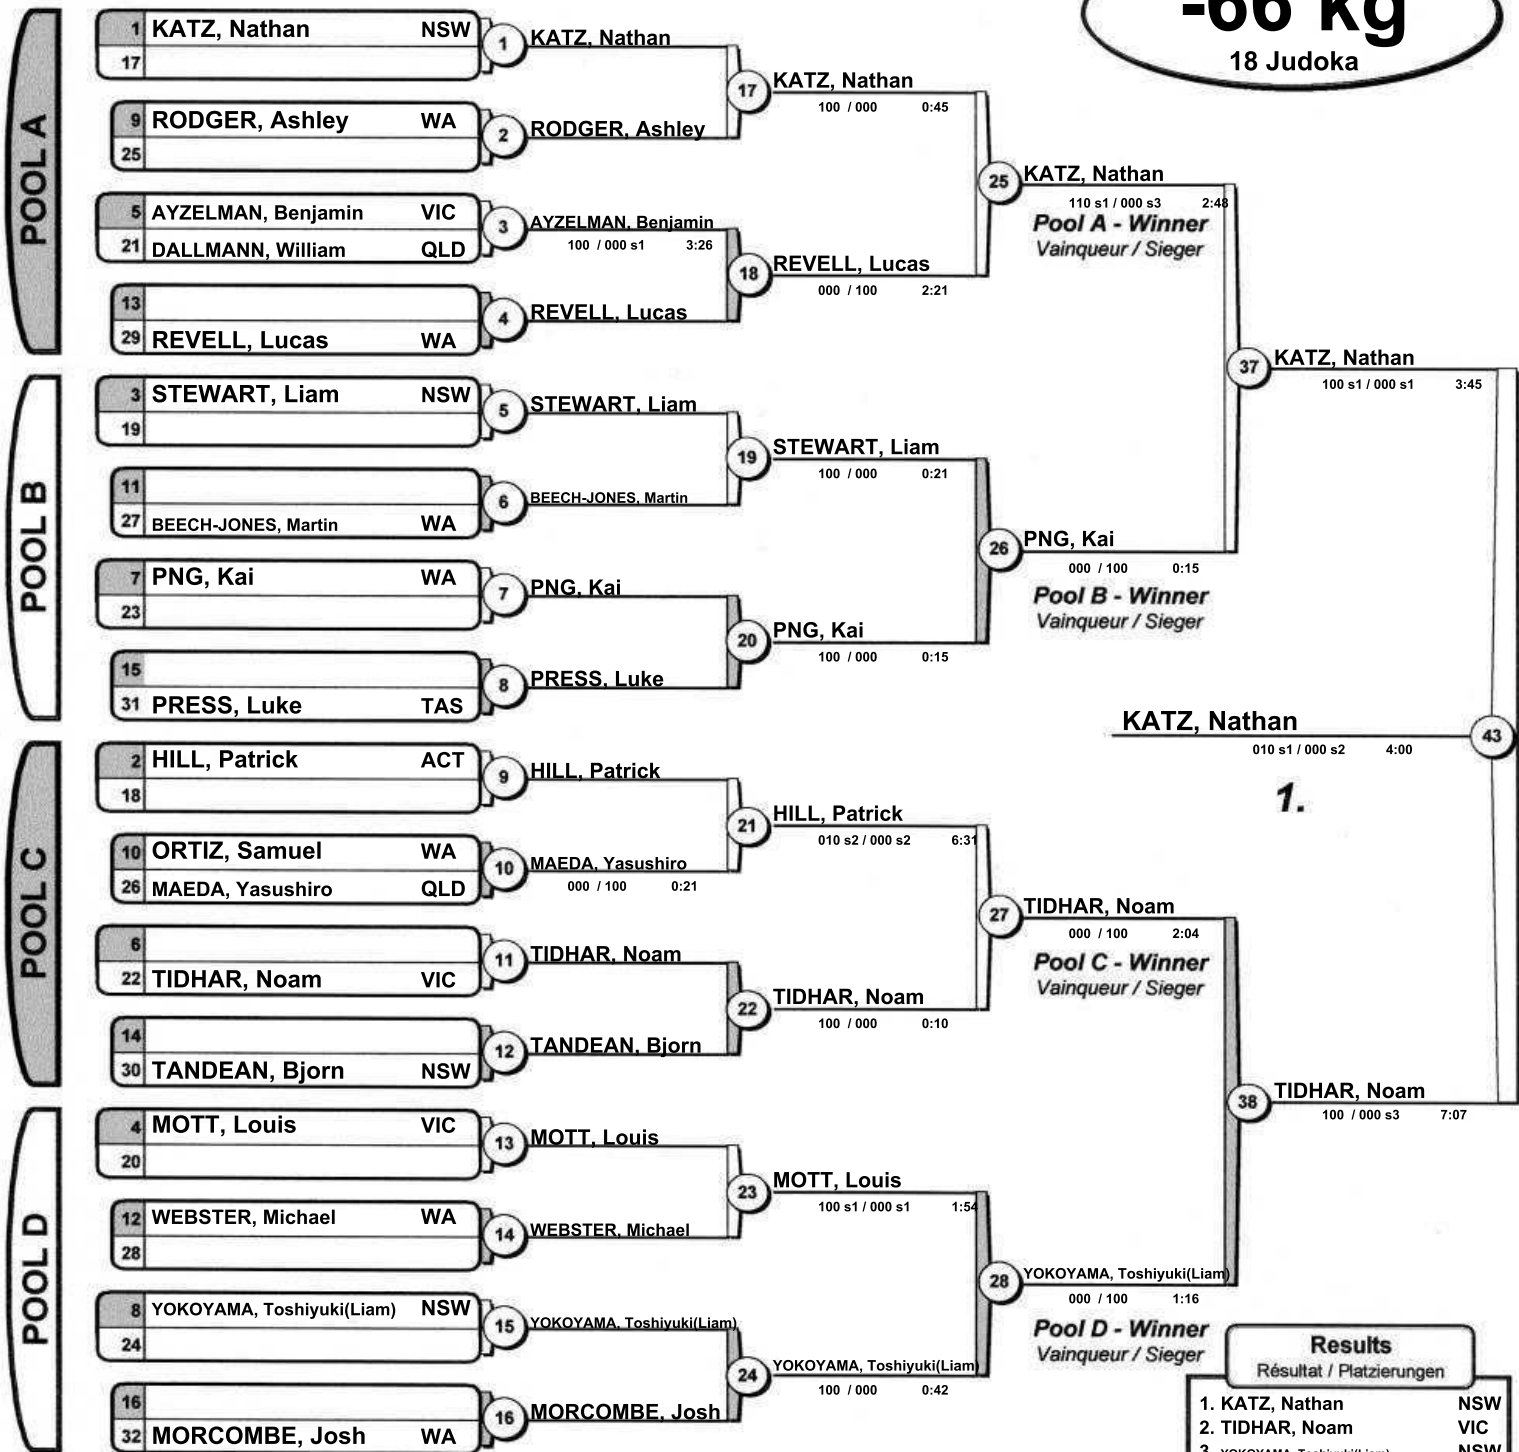 -66 kg
18 Judoka
POOL A
1 KATZ, Nathan NSW
17
1
KATZ, Nathan
9 RODGER, Ashley WA
25
2
RODGER, Ashley
17
KATZ, Nathan
100 / 000 0:45
5 AYZELMAN, Benjamin VIC
21 DALLMANN, William QLD
3
AYZELMAN, Benjamin
100 / 000 s1 3:26
13
29 REVELL, Lucas WA
4
REVELL, Lucas
18
REVELL, Lucas
000 / 100 2:21
25
KATZ, Nathan
110 s1 / 000 s3 2:48
Pool A - Winner
Vainqueur / Sieger
POOL B
3 STEWART, Liam NSW
19
5
STEWART, Liam
11
27 BEECH-JONES, Martin WA
6
BEECH-JONES, Martin
19
STEWART, Liam
100 / 000 0:21
7 PNG, Kai WA
23
7
PNG, Kai
15
31 PRESS, Luke TAS
8
PRESS, Luke
20
PNG, Kai
100 / 000 0:15
26
PNG, Kai
000 / 100 0:15
Pool B - Winner
Vainqueur / Sieger
37
KATZ, Nathan
100 s1 / 000 s1 3:45
KATZ, Nathan
43
010 s1 / 000 s2 4:00
1.
POOL C
2 HILL, Patrick ACT
18
9
HILL, Patrick
10 ORTIZ, Samuel WA
26 MAEDA, Yasushiro QLD
10
MAEDA, Yasushiro
000 / 100 0:21
21
HILL, Patrick
010 s2 / 000 s2 6:31
6
22 TIDHAR, Noam VIC
11
TIDHAR, Noam
14
30 TANDEAN, Bjorn NSW
12
TANDEAN, Bjorn
22
TIDHAR, Noam
100 / 000 0:10
27
TIDHAR, Noam
000 / 100 2:04
Pool C - Winner
Vainqueur / Sieger
POOL D
4 MOTT, Louis VIC
20
13
MOTT, Louis
12 WEBSTER, Michael WA
28
14
WEBSTER, Michael
23
MOTT, Louis
100 s1 / 000 s1 1:54
8 YOKOYAMA, Toshiyuki(Liam) NSW
24
15
YOKOYAMA, Toshiyuki(Liam)
16
32 MORCOMBE, Josh WA
16
MORCOMBE, Josh
24
YOKOYAMA, Toshiyuki(Liam)
100 / 000 0:42
28
YOKOYAMA, Toshiyuki(Liam)
000 / 100 1:16
Pool D - Winner
Vainqueur / Sieger
38
TIDHAR, Noam
100 / 000 s3 7:07
Results
Résultat / Platzierungen
1. KATZ, Nathan NSW
2. TIDHAR, Noam VIC
3. YOKOYAMA, Toshiyuki(Liam) NSW